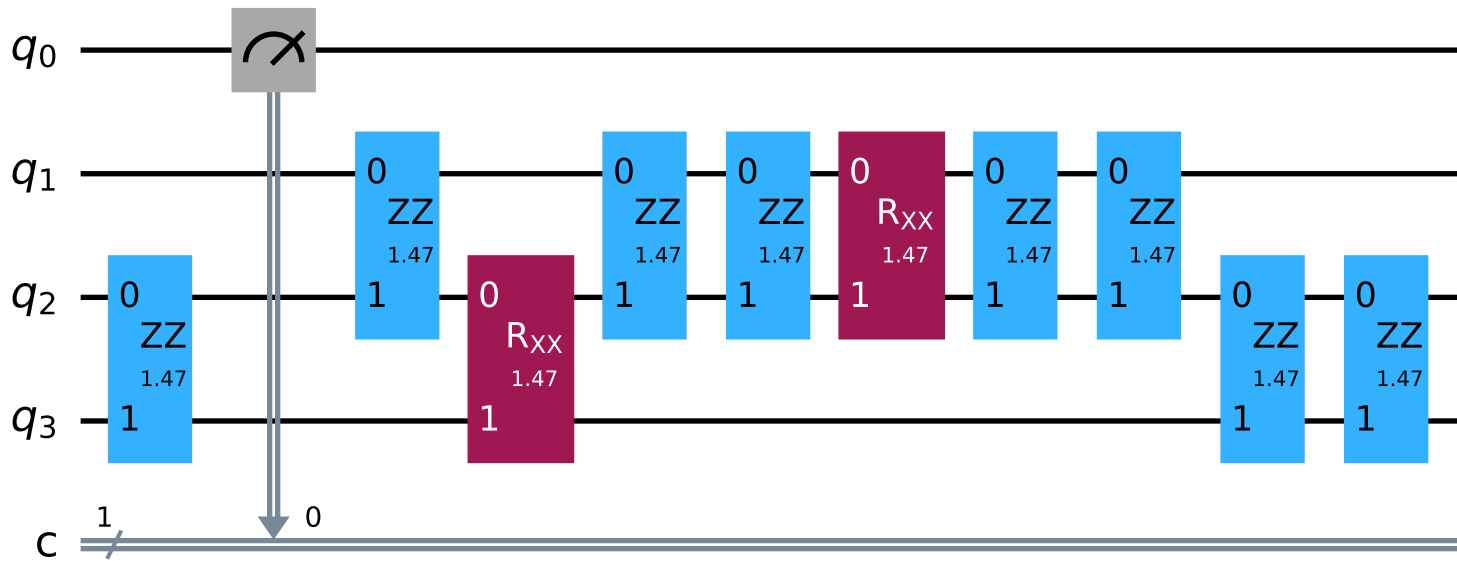 q0
q1
0 0 0 0 0 0
ZZ ZZ ZZ RXX ZZ ZZ
1.47 1.47 1.47 1.47 1.47 1.47
q2
0 1 0 1 1 1 1 1 0 0
ZZ RXX ZZ ZZ
1.47 1.47 1.47 1.47
q3
1 1 1 1
1 0
c